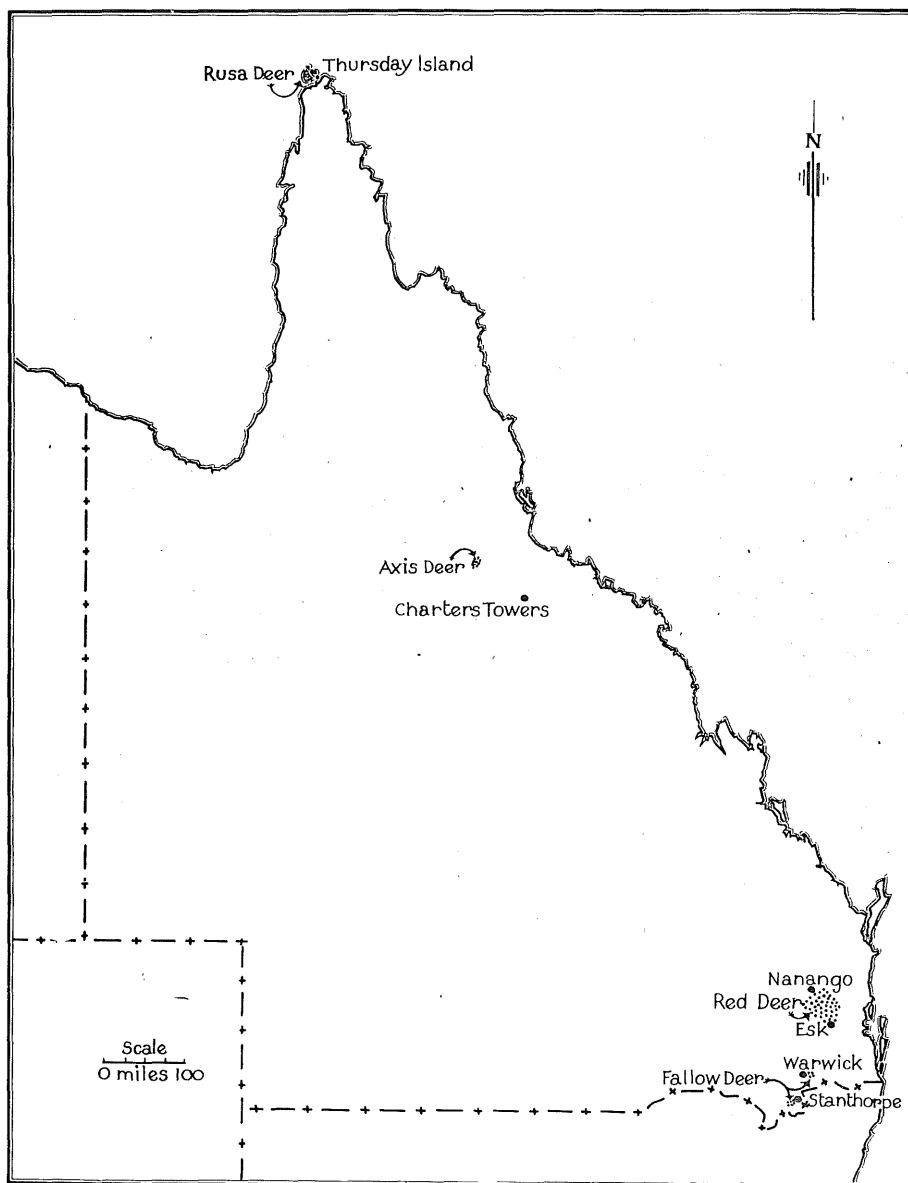 Thursday Island
Rusa Deer
N
Axis Deer
Charters Towers
Nanango
Red Deer
Esk
Scale
0 miles 100
Warwick
Fallow Deer
Stanthorpe